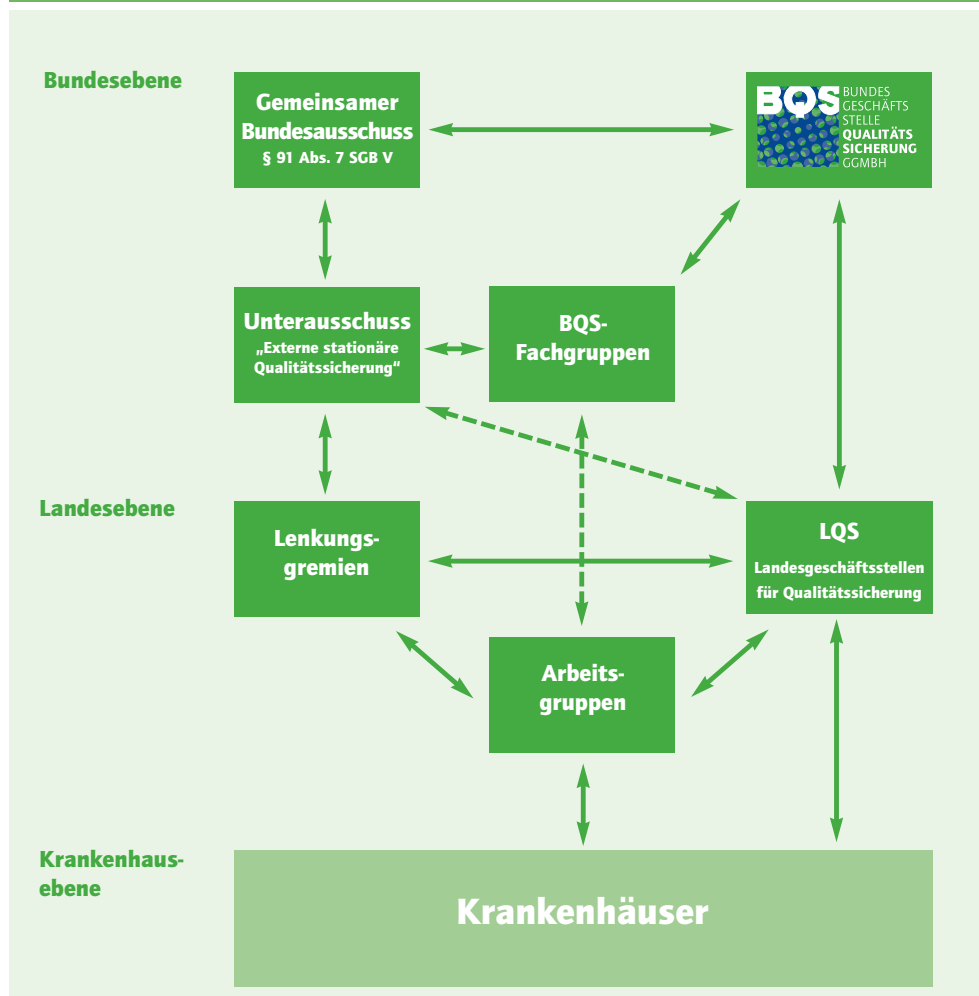 Bundesebene
Gemeinsamer
Bundesausschuss
§ 91 Abs. 7 SGB V
BQS
BUNDES
GESCHÄFTS
STELLE
QUALITÄTS
SICHERUNG
GGMBH
Unterausschuss
„Externe stationäre
Qualitätssicherung“
BQS-
Fachgruppen
Landesebene
Lenkungs-
gremien
LQS
Landesgeschäftsstellen
für Qualitätssicherung
Arbeits-
gruppen
Krankenhaus-
ebene
Krankenhäuser